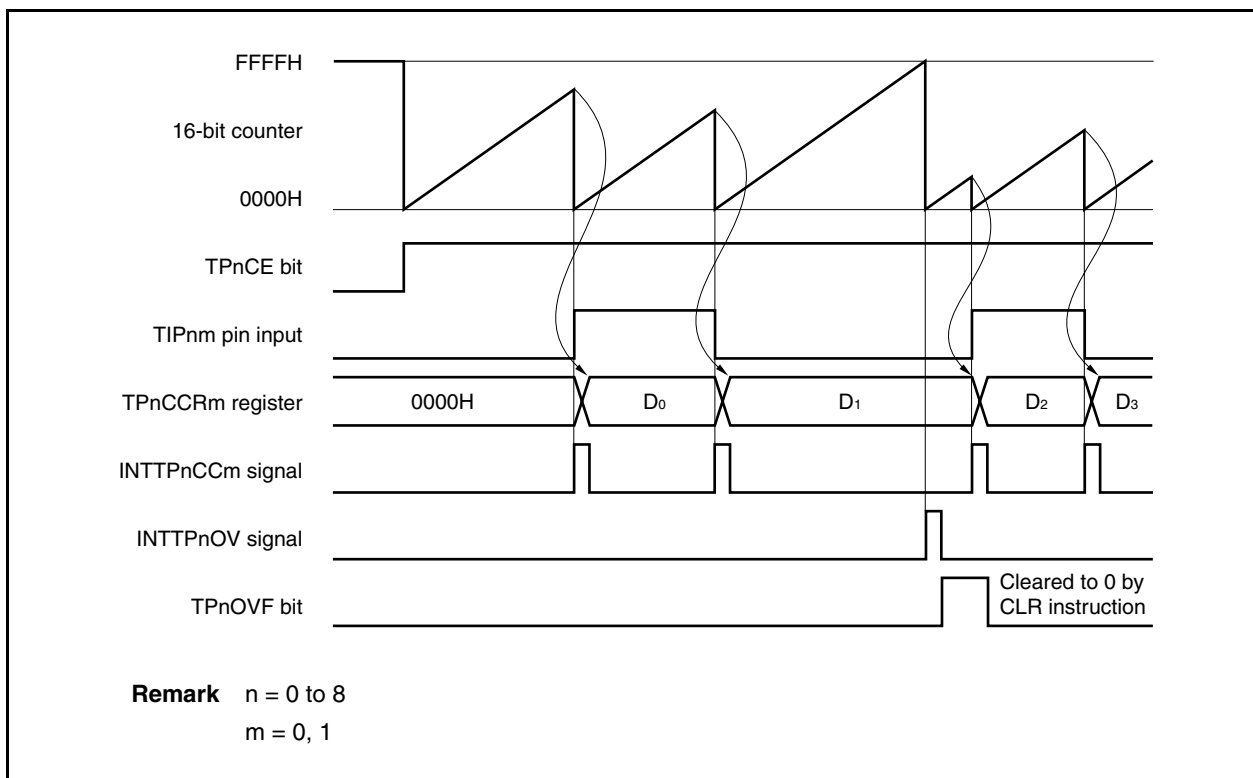 FFFFH
16-bit counter
0000H
TPnCE bit
TIPnm pin input
TPnCCRm register
0000H
D0
D1
D2
D3
INTTPnCCm signal
INTTPnOV signal
TPnOVF bit
Cleared to 0 by
CLR instruction
Remark n = 0 to 8
m = 0, 1